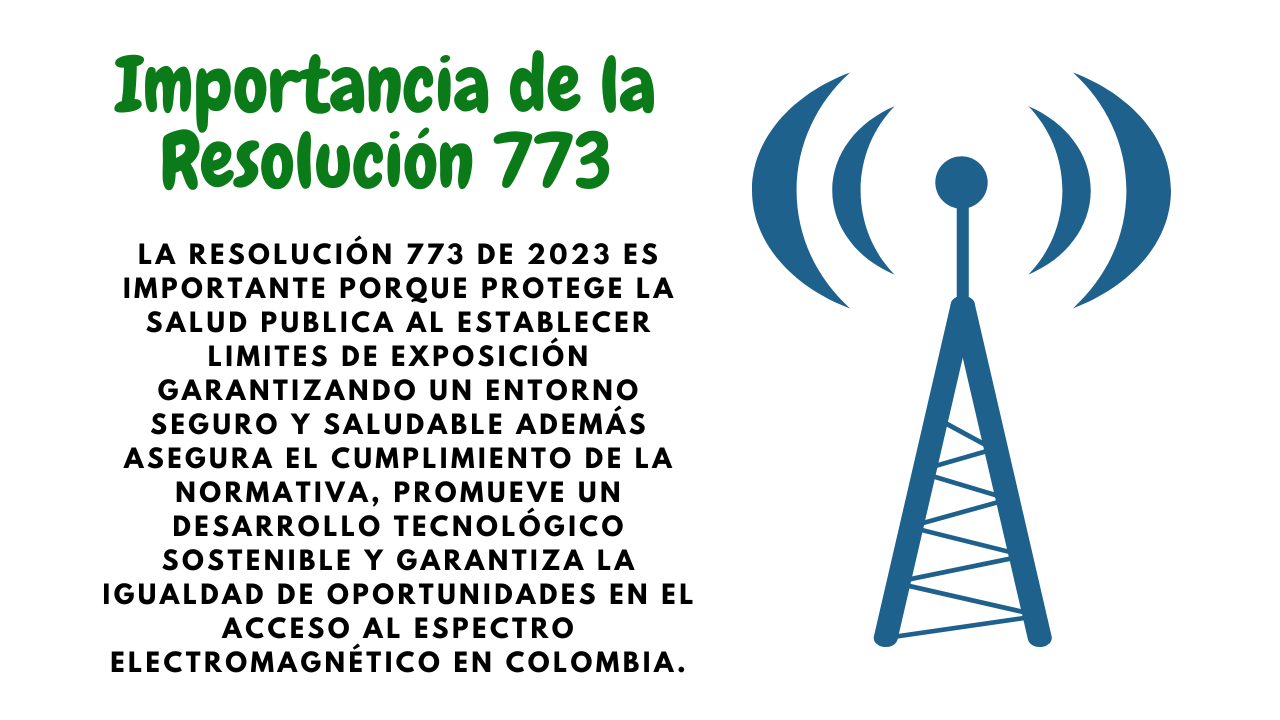 Importancia de la
Resolución 773
LA RESOLUCIÓN 773 DE 2023 ES
IMPORTANTE PORQUE PROTEGE LA
SALUD PUBLICA AL ESTABLECER
LIMITES DE EXPOSICIÓN
GARANTIZANDO UN ENTORNO
SEGURO Y SALUDABLE ADEMÁS
ASEGURA EL CUMPLIMIENTO DE LA
NORMATIVA, PROMUEVE UN
DESARROLLO TECNOLÓGICO
SOSTENIBLE Y GARANTIZA LA
IGUALDAD DE OPORTUNIDADES EN EL
ACCESO AL ESPECTRO
ELECTROMAGNÉTICO EN COLOMBIA.